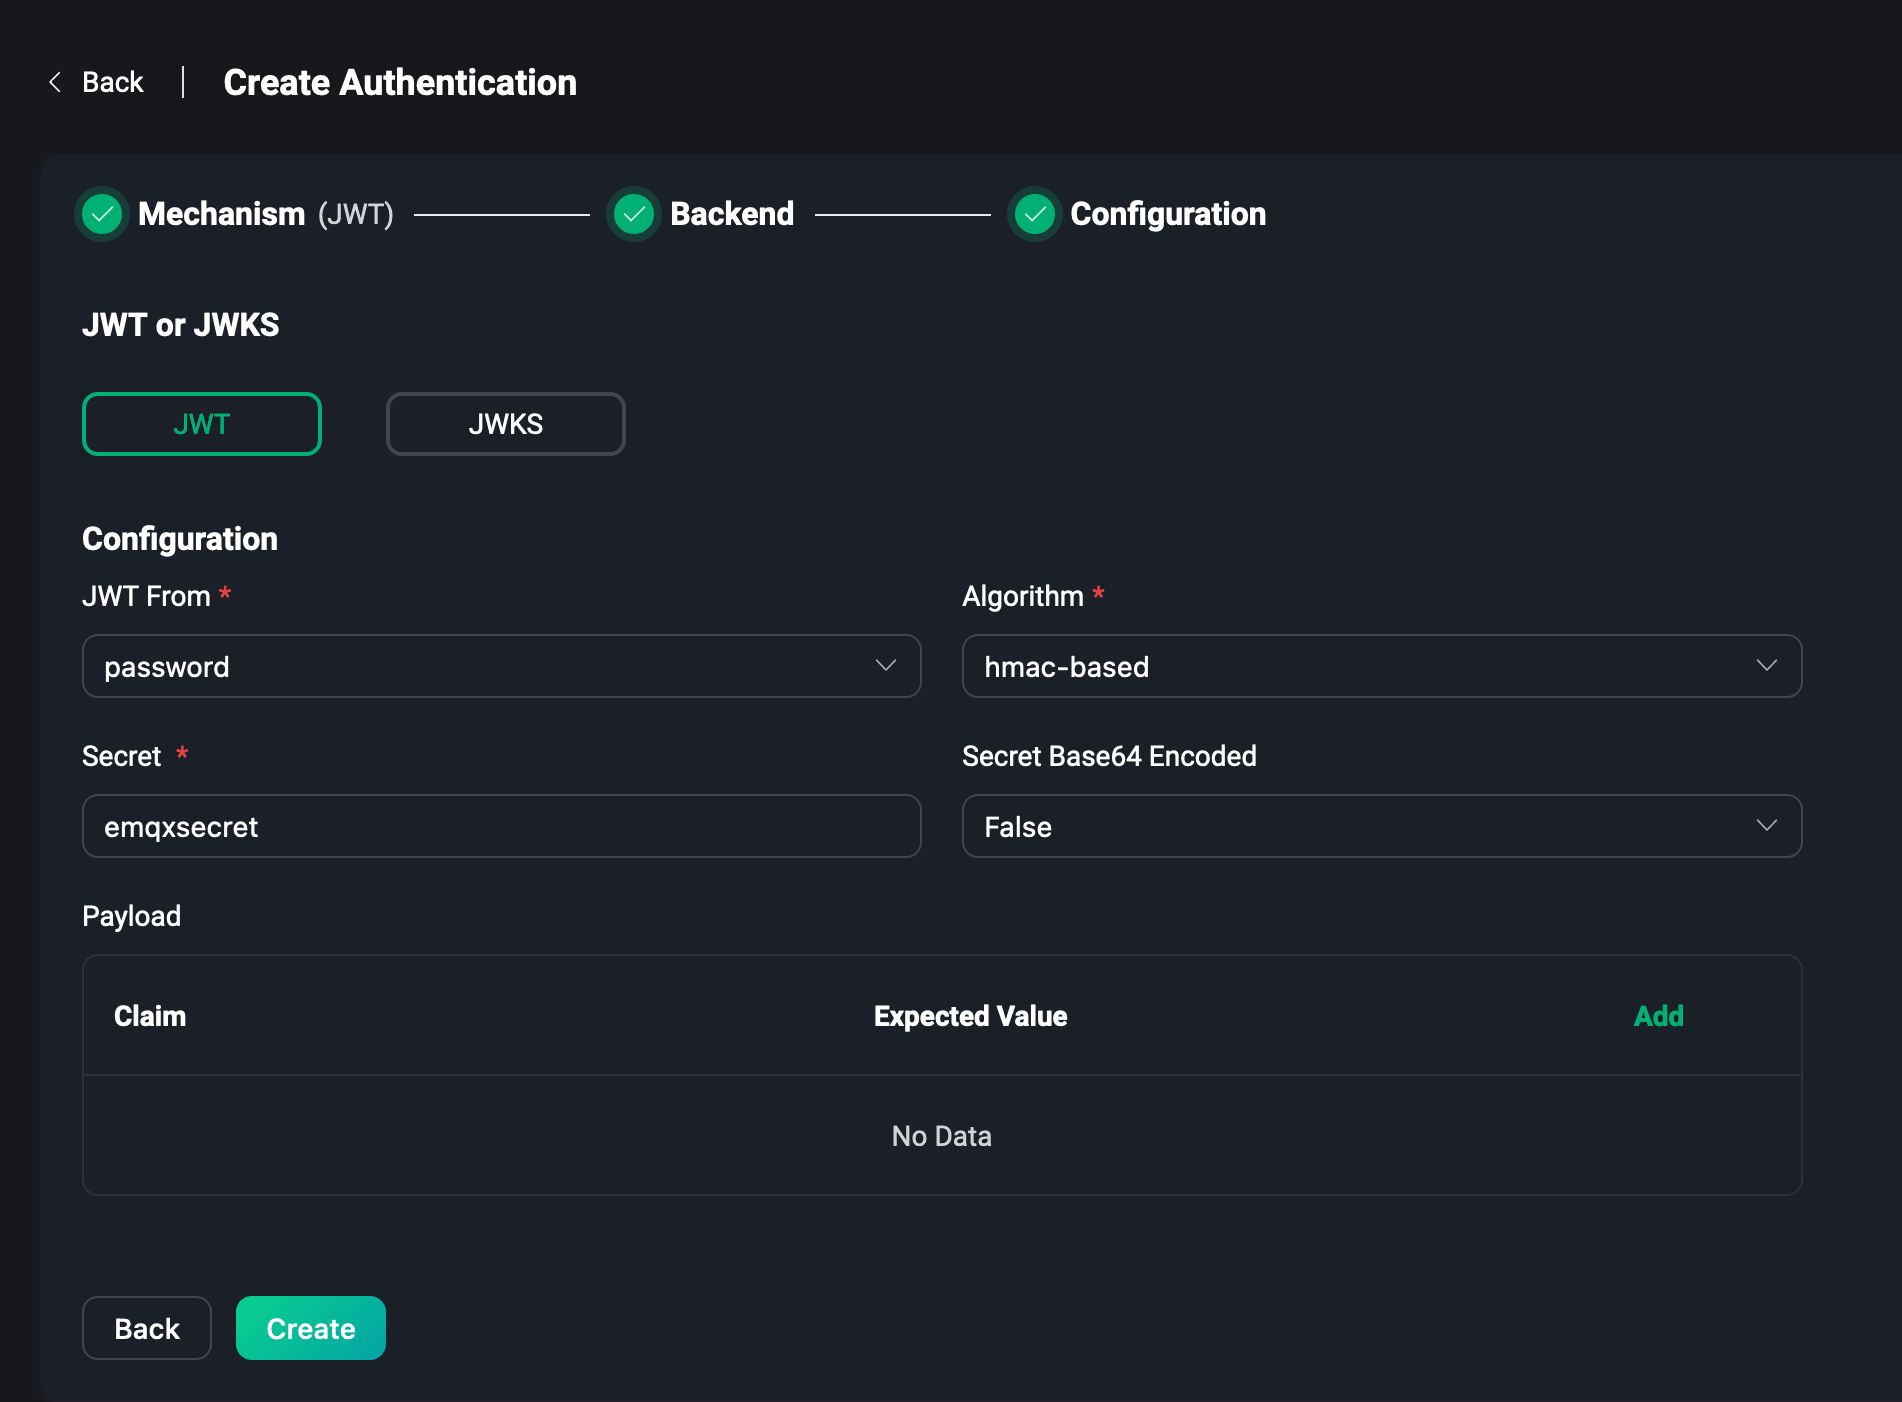 Back | Create Authentication
Mechanism (JWT) Backend Configuration
JWT or JWKS
JWT JWKS
Configuration
JWT From * Algorithm *
password hmac-based
Secret * Secret Base64 Encoded
emqxsecret False
Payload
Claim Expected Value Add
No Data
Back Create